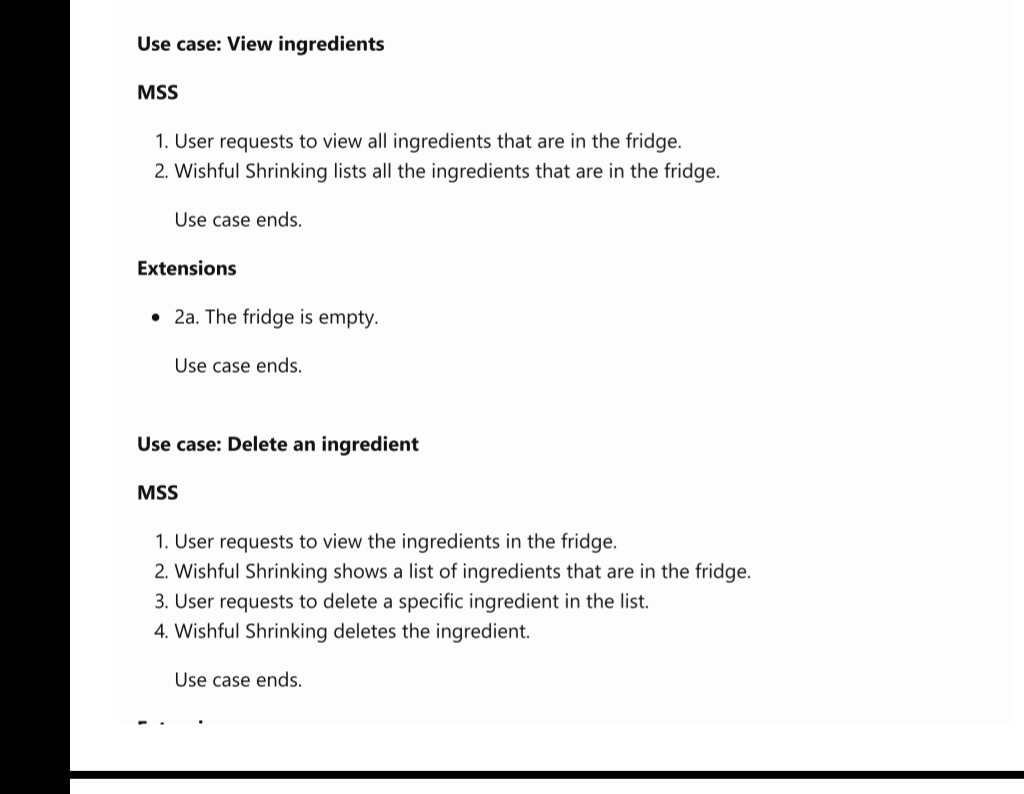 Use case: View ingredients
MSS
1. User requests to view all ingredients that are in the fridge.
2. Wishful Shrinking lists all the ingredients that are in the fridge.
Use case ends.
Extensions
• 2a. The fridge is empty.
Use case ends.
Use case: Delete an ingredient
MSS
1. User requests to view the ingredients in the fridge.
2. Wishful Shrinking shows a list of ingredients that are in the fridge.
3. User requests to delete a specific ingredient in the list.
4. Wishful Shrinking deletes the ingredient.
Use case ends.